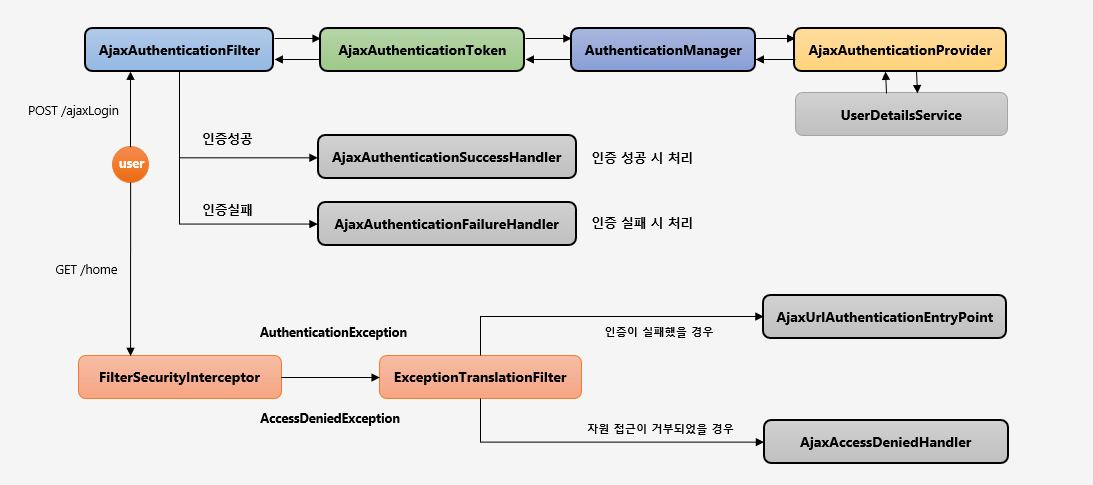 AjaxAuthenticationFilter
AjaxAuthenticationToken
AuthenticationManager
AjaxAuthenticationProvider
POST /ajaxLogin
UserDetailsService
인증성공
user
AjaxAuthenticationSuccessHandler
인증 성공 시 처리
인증실패
AjaxAuthenticationFailureHandler
인증 실패 시 처리
GET /home
AuthenticationException
인증이 실패했을 경우
AjaxUrlAuthenticationEntryPoint
FilterSecurityInterceptor
ExceptionTranslationFilter
AccessDeniedException
자원 접근이 거부되었을 경우
AjaxAccessDeniedHandler